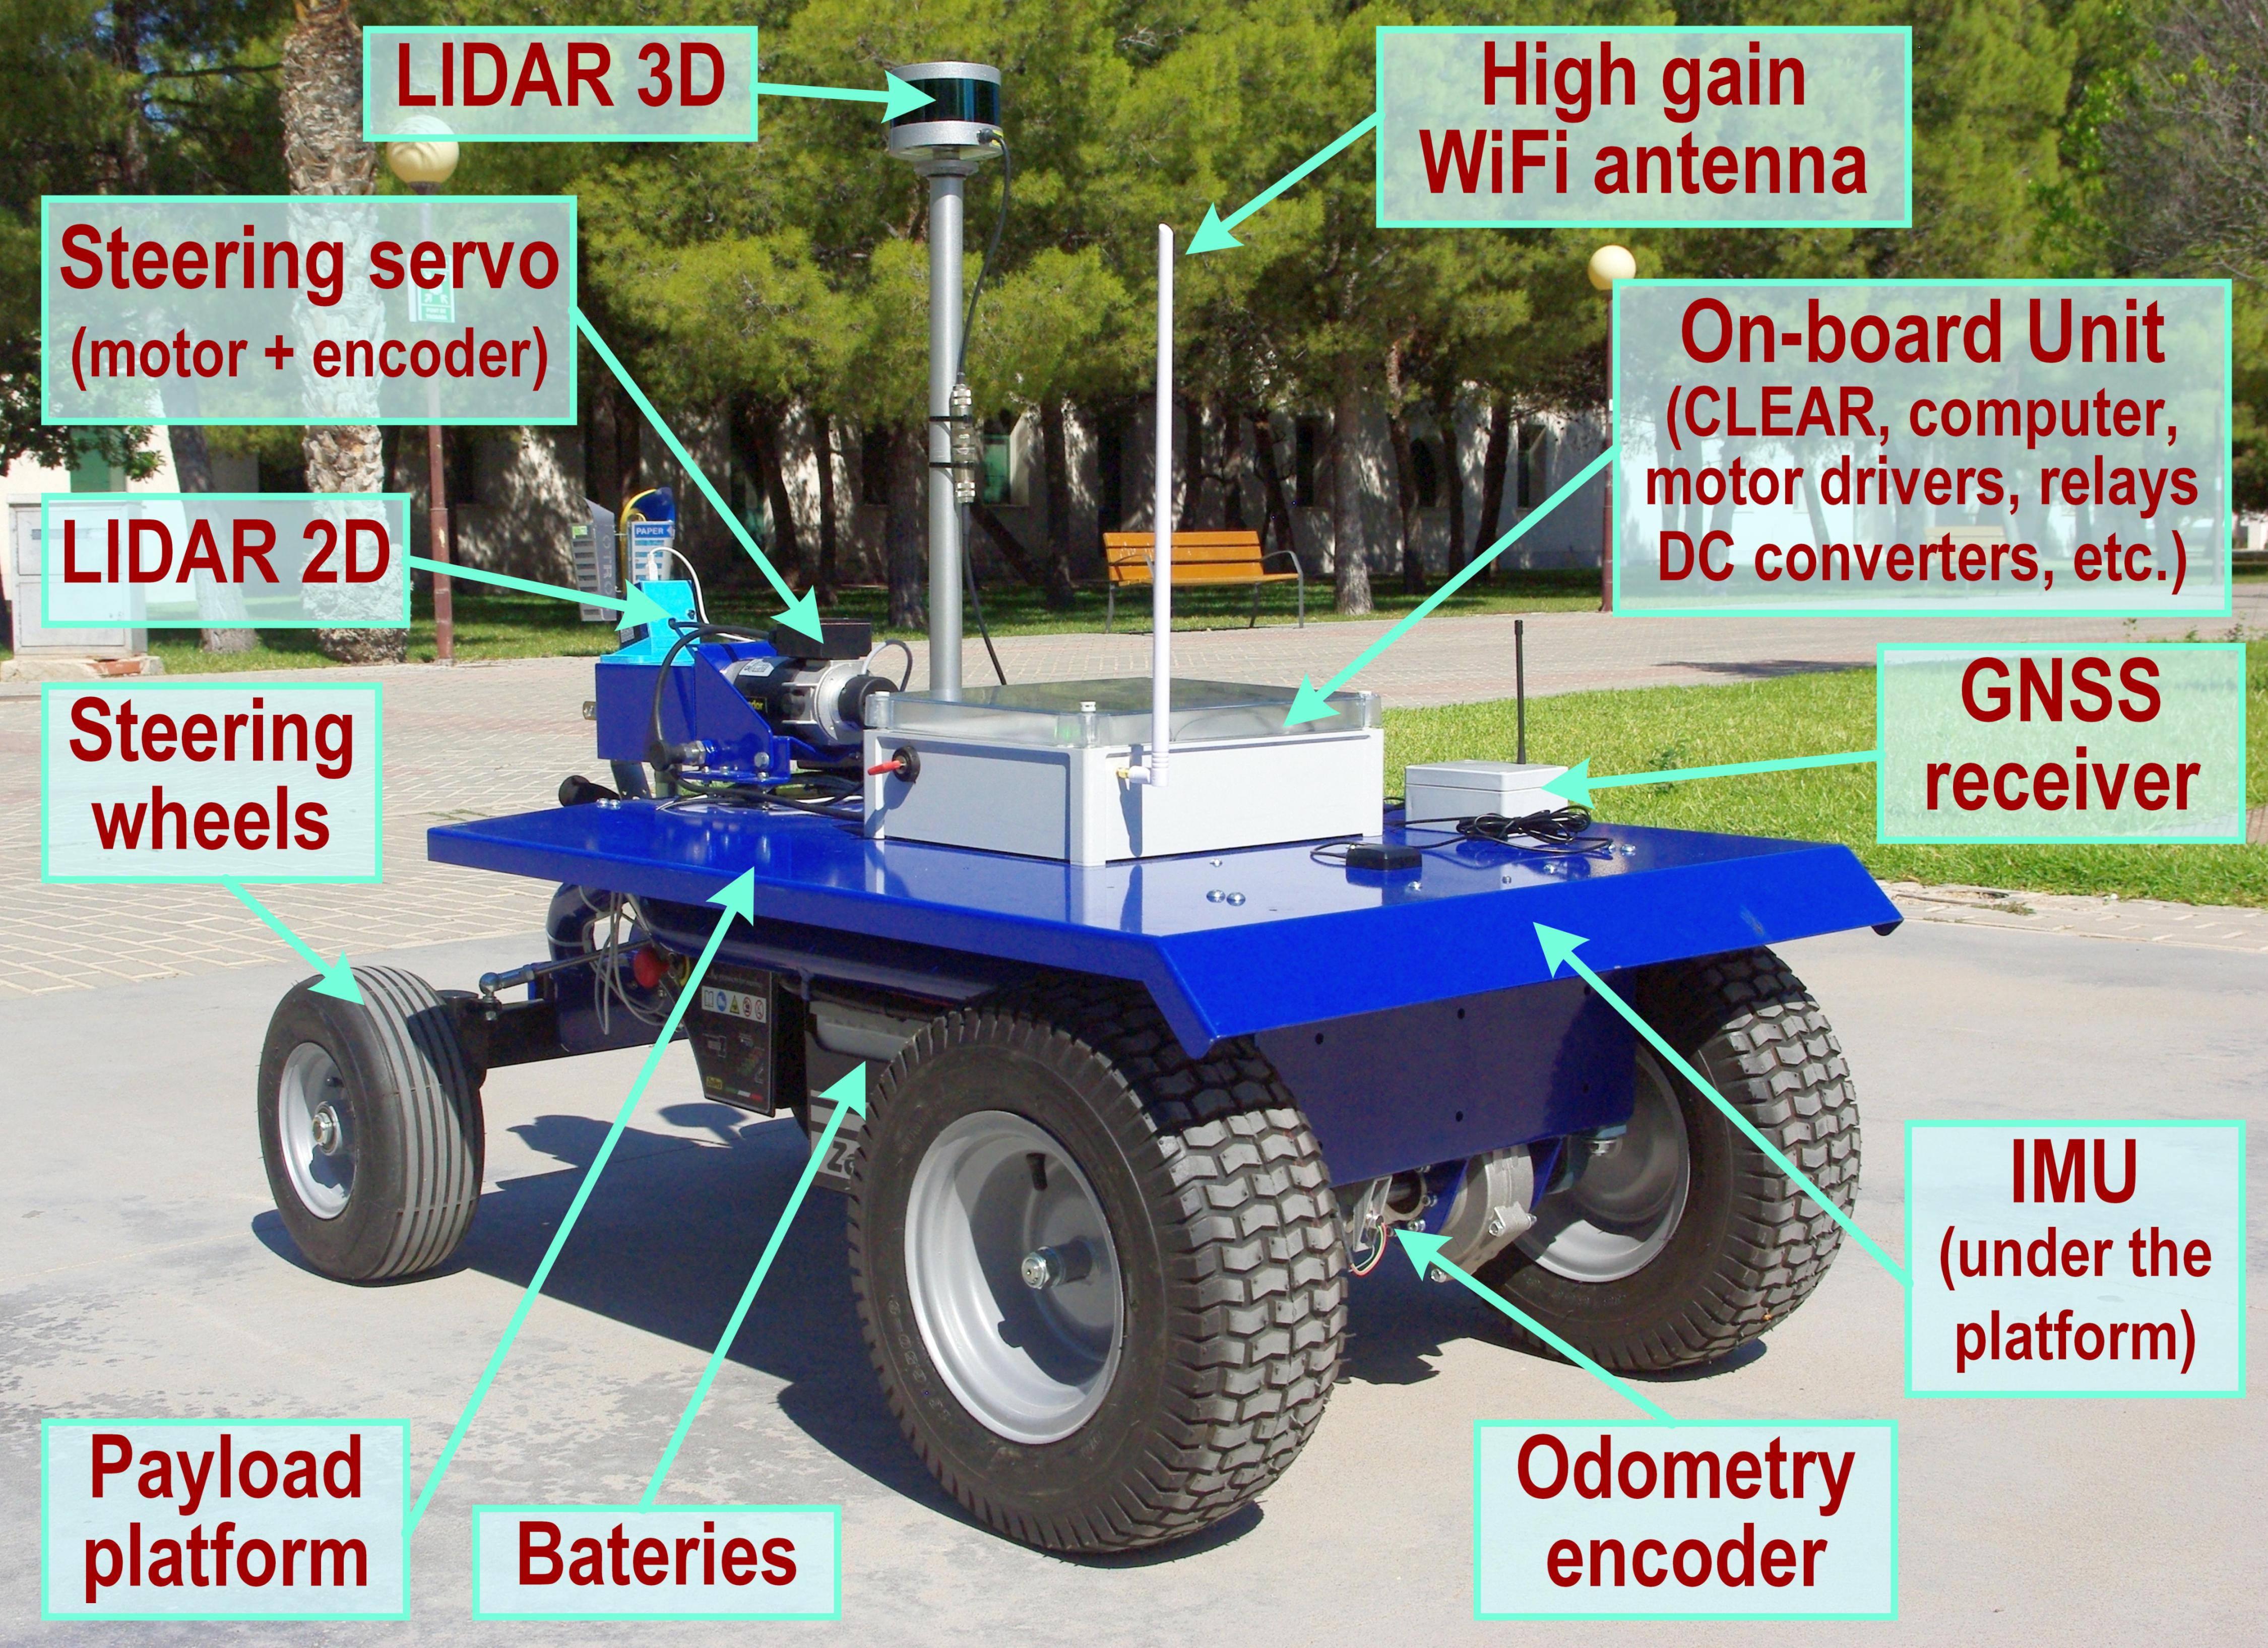 LIDAR 3D
High gain
WiFi antenna
Steering servo
(motor + encoder)
On-board Unit
(CLEAR, computer,
motor drivers, relays
DC converters, etc.)
LIDAR 2D
PAPER
GNSS
receiver
Steering
wheels
IMU
(under the
platform)
Payload
platform
Bateries
Odometry
encoder